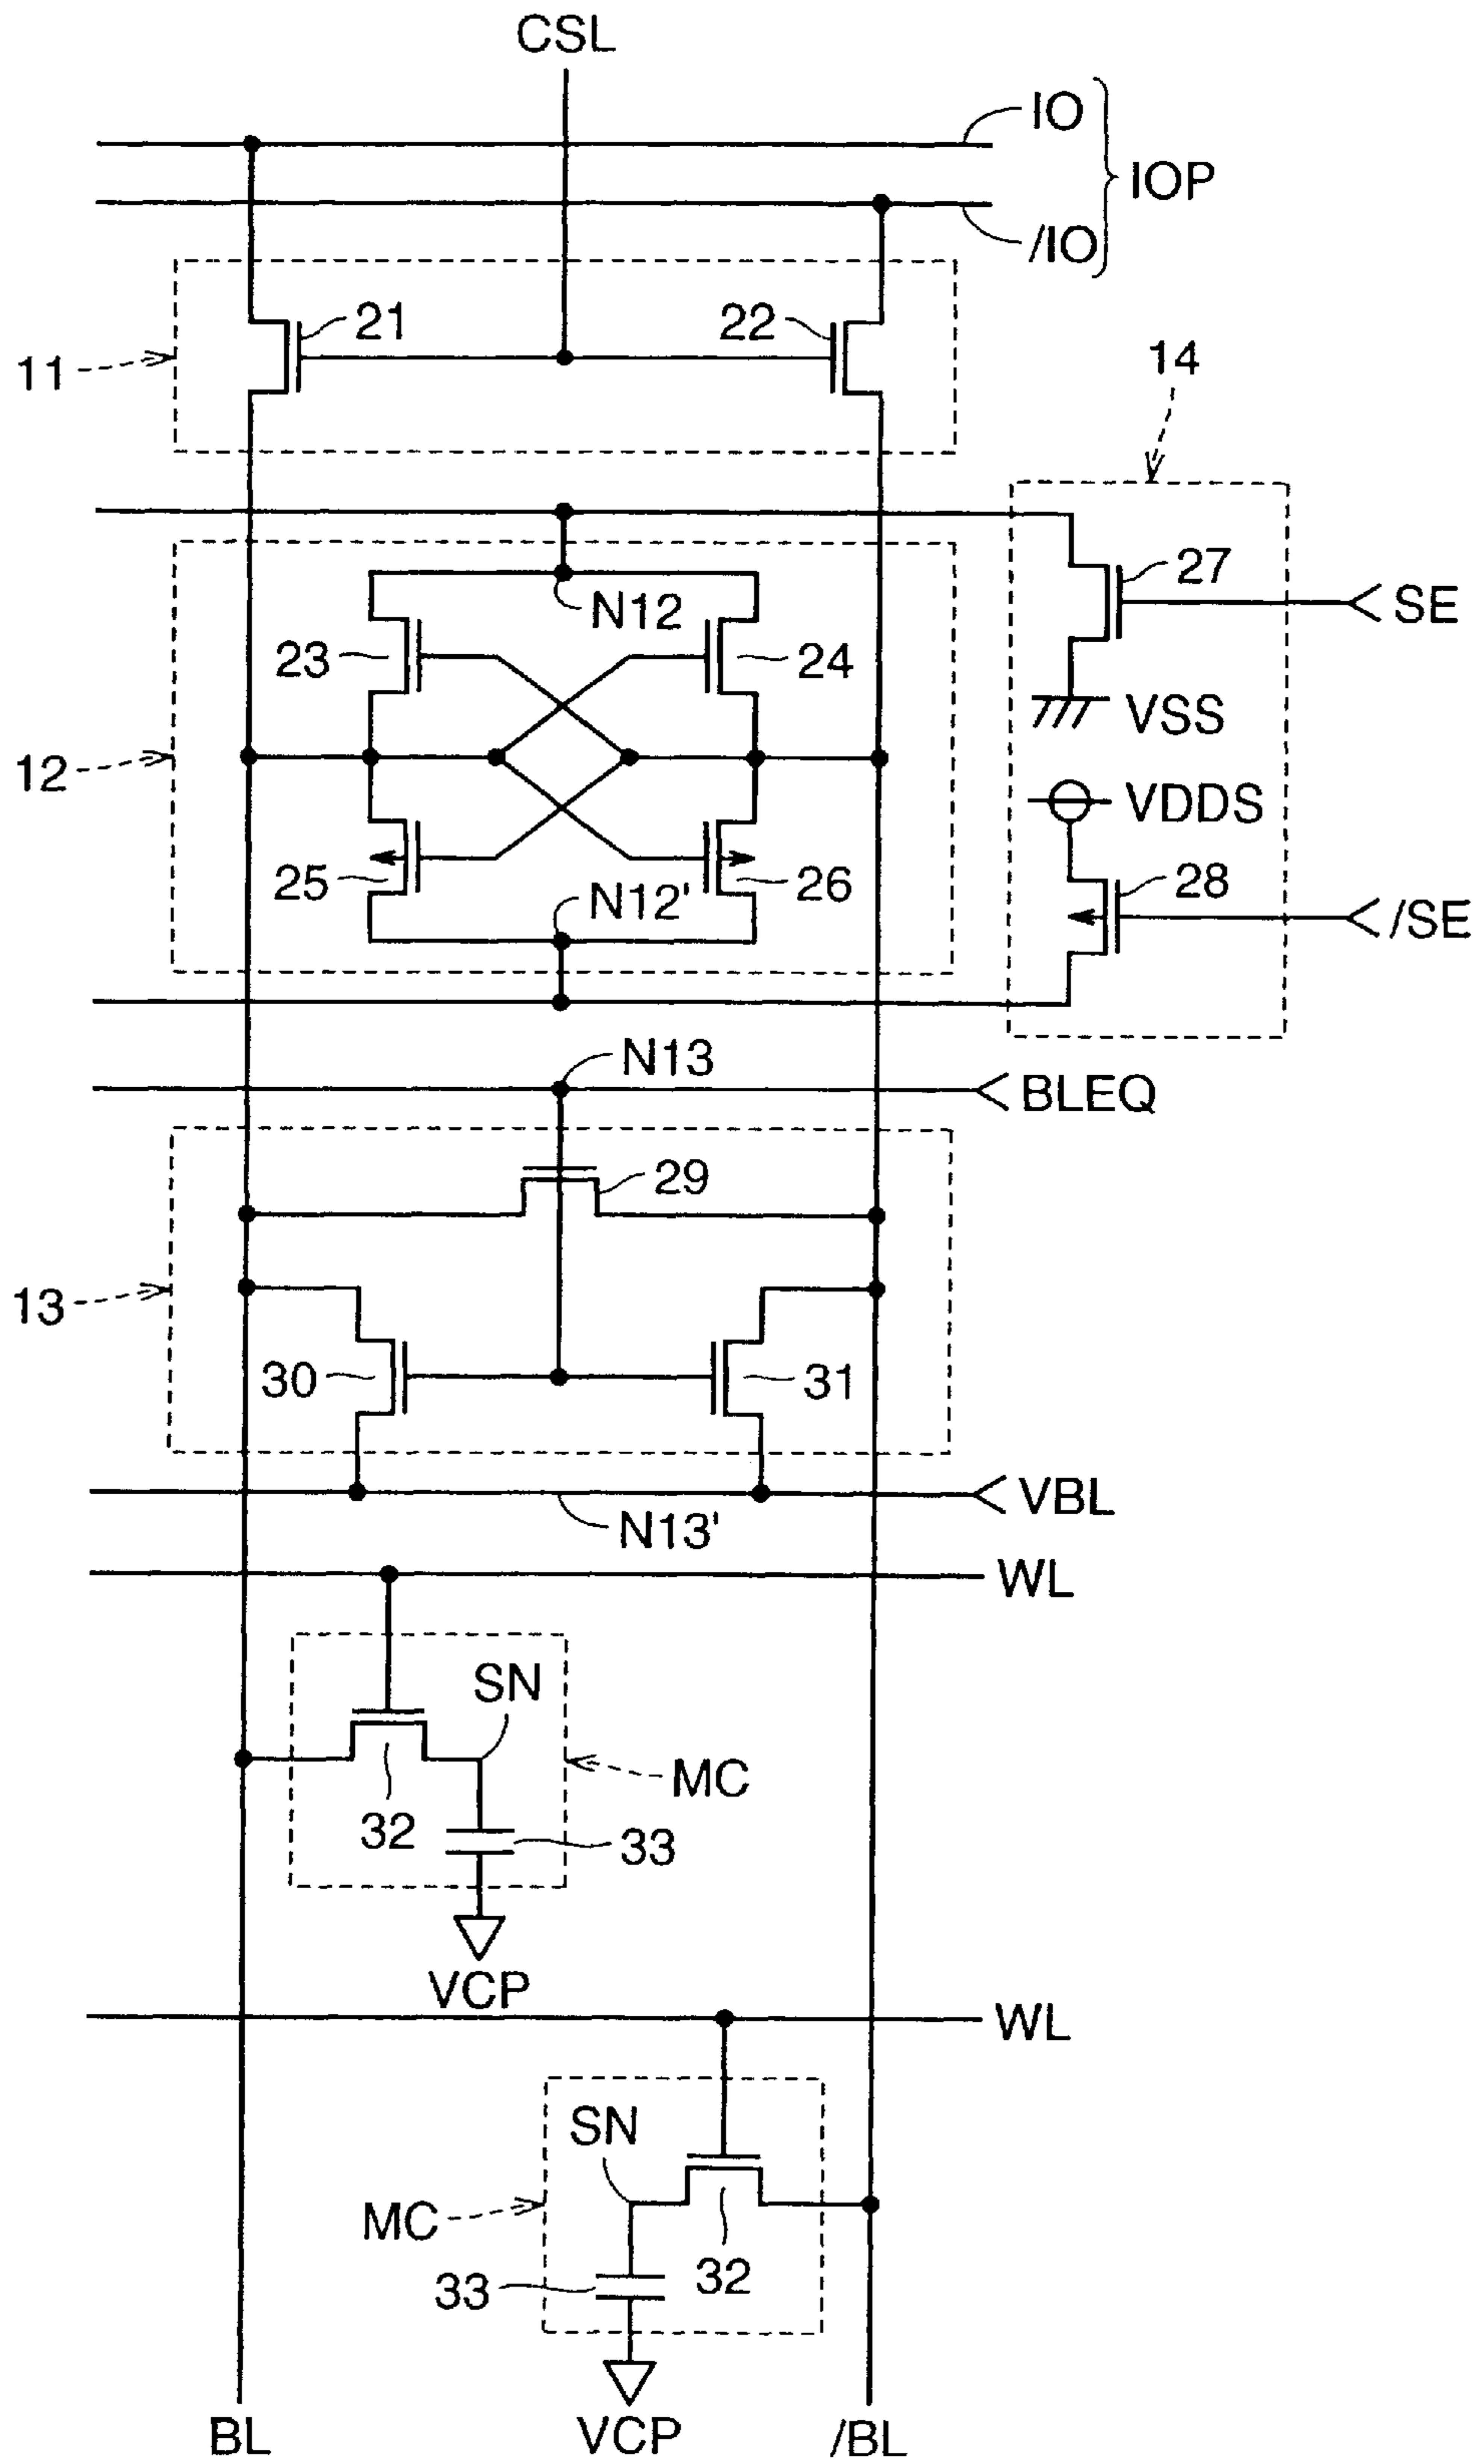 CSL
IO
IOP
/IO
21
22
11
14
27
N12
SE
23
24
VSS
12
VDDS
25
N12'
26
28
/SE
N13
BLEQ
29
13
30
31
VBL
N13'
WL
SN
MC
32
33
VCP
WL
SN
MC
32
33
BL
VCP
/BL